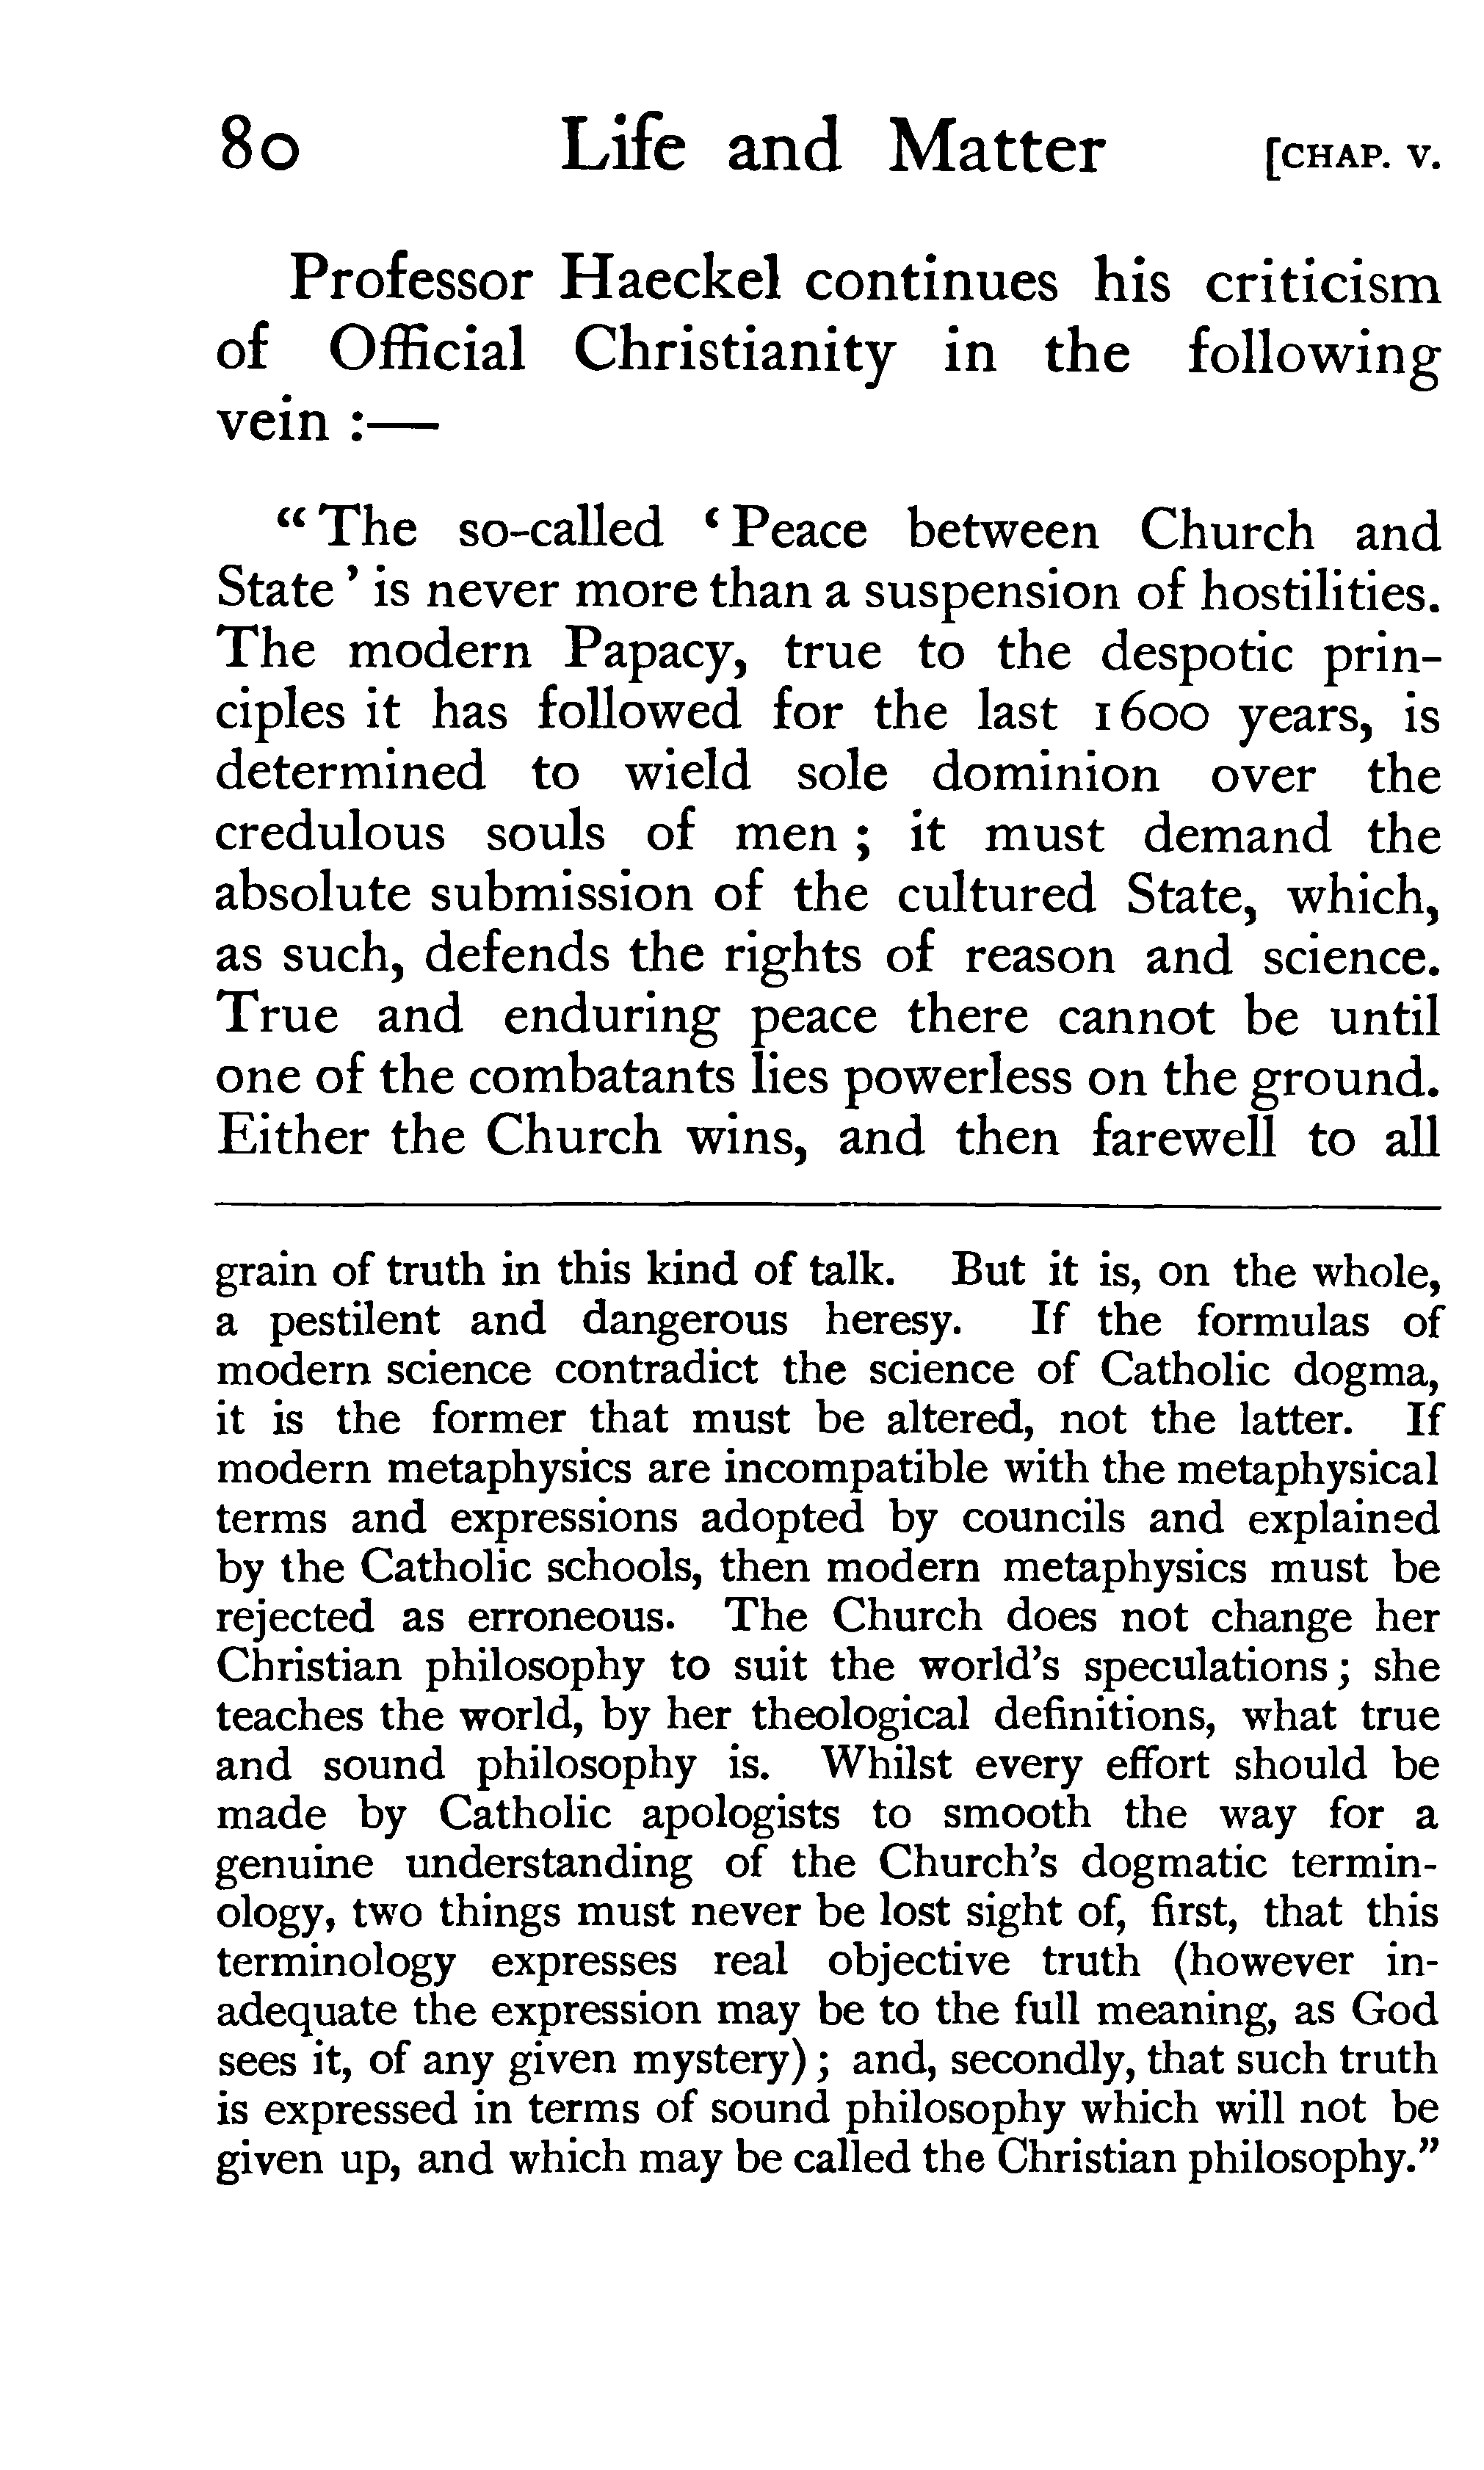 80 Life and Matter [CHAP. V.
Professor Haeckel continues his criticism
of Official Christianity in the following
vein :—
“The so-called ‘Peace between Church and
State’ is never more than a suspension of hostilities.
The modern Papacy, true to the despotic prin-
ciples it has followed for the last 1600 years, is
determined to wield sole dominion over the
credulous souls of men ; it must demand the
absolute submission of the cultured State, which,
as such, defends the rights of reason and science.
True and enduring peace there cannot be until
one of the combatants lies powerless on the ground.
Either the Church wins, and then farewell to all
grain of truth in this kind of talk. But it is, on the whole,
a pestilent and dangerous heresy. If the formulas of
modern science contradict the science of Catholic dogma,
it is the former that must be altered, not the latter. If
modern metaphysics are incompatible with the metaphysical
terms and expressions adopted by councils and explained
by the Catholic schools, then modern metaphysics must be
rejected as erroneous. The Church does not change her
Christian philosophy to suit the world’s speculations; she
teaches the world, by her theological definitions, what true
and sound philosophy is. Whilst every effort should be
made by Catholic apologists to smooth the way for a
genuine understanding of the Church’s dogmatic termin-
ology, two things must never be lost sight of, first, that this
terminology expresses real objective truth (however in-
adequate the expression may be to the full meaning, as God
sees it, of any given mystery) ; and, secondly, that such truth
is expressed in terms of sound philosophy which will not be
given up, and which may be called the Christian philosophy.”